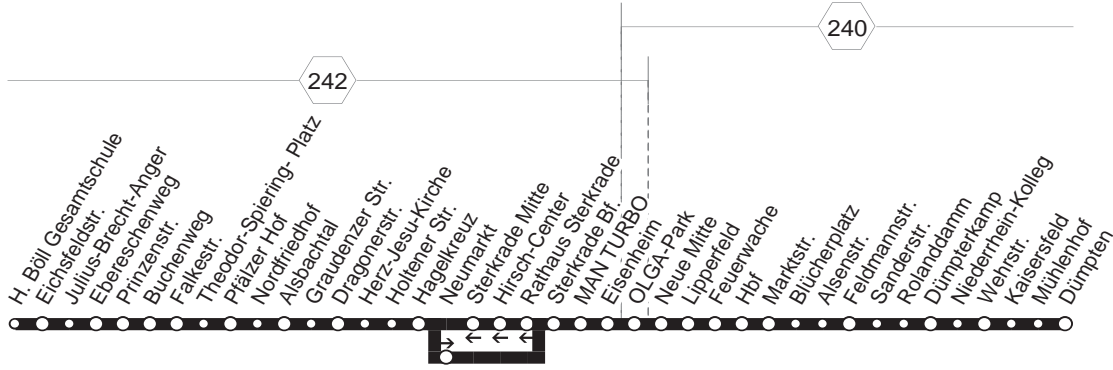 240
242
H. Böll Gesamtschule
Eichsfeldstr.
Julius-Brecht-Anger
Ebereschenweg
Prinzenstr.
Buchenweg
Falkestr.
Theodor-Spiering- Platz
Pfälzer Hof
Nordfriedhof
Alsbachtal
Graudenzer Str.
Dragonerstr.
Herz-Jesu-Kirche
Holtener Str.
Hagelkreuz
Neumarkt
Sterkrade Mitte
Hirsch-Center
Rathaus Sterkrade
Sterkrade Bf.
MAN TURBO
Eisenheim
OLGA-Park
Neue Mitte
Lipperfeld
Feuerwache
Hbf
Marktstr.
Blücherplatz
Alsenstr.
Feldmannstr.
Sanderstr.
Rolanddamm
Dümpterkamp
Niederrhein-Kolleg
Wehrstr.
Kaisersfeld
Mühlenhof
Dümpten